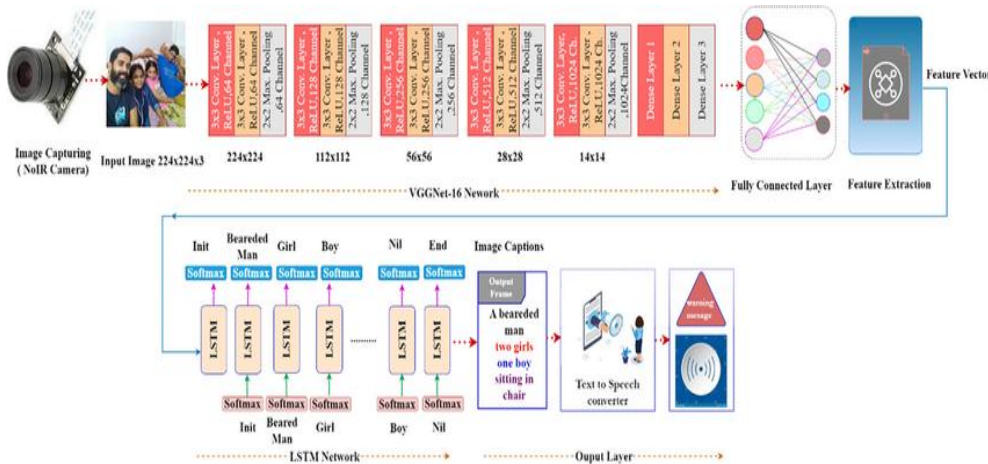 Image Capturing
( NoIR Camera)
Input Image 224x224x3
3x3 Conv. Layer ,
ReLU,64 Channel
3x3 Conv. Layer ,
ReLU,64 Channel
2x2 Max. Pooling
,64 Channel
224x224
3x3 Conv. Layer ,
ReLU,128 Channel
3x3 Conv. Layer ,
ReLU,128 Channel
2x2 Max. Pooling
,128 Channel.
112x112
3x3 Conv. Layer ,
ReLU,256 Channel
3x3 Conv. Layer ,
ReLU,256 Channel
2x2 Max. Pooling
,256 Channel.
56x56
3x3 Conv. Layer ,
ReLU,512 Channel
3x3 Conv. Layer ,
ReLU,512 Channel
2x2 Max. Pooling
,512 Channel.
28x28
3x3 Conv. Layer ,
ReLU,1024 Ch.
3x3 Conv. Layer ,
ReLU,1024 Ch.
2x2 Max. Pooling
,1024Channel.
14x14
Dense Layer 1
Dense Layer 2
Dense Layer 3
VGGNet-16 Nework
Fully Connected Layer
Feature Extraction
Feature Vector
Init
Beareded
Man
Girl
Boy
Nil
End
Softmax
Softmax
Softmax
Softmax
Softmax
Softmax
LSTM
LSTM
LSTM
LSTM
LSTM
LSTM
Softmax
Softmax
Softmax
Softmax
Softmax
Init
Beared
Man
Girl
Boy
Nil
LSTM Network
Image Captions
Output
Frame
A beareded
man
two girls
one boy
sitting in
chair
Text to Speech
converter
warning
mesage
Ouput Layer